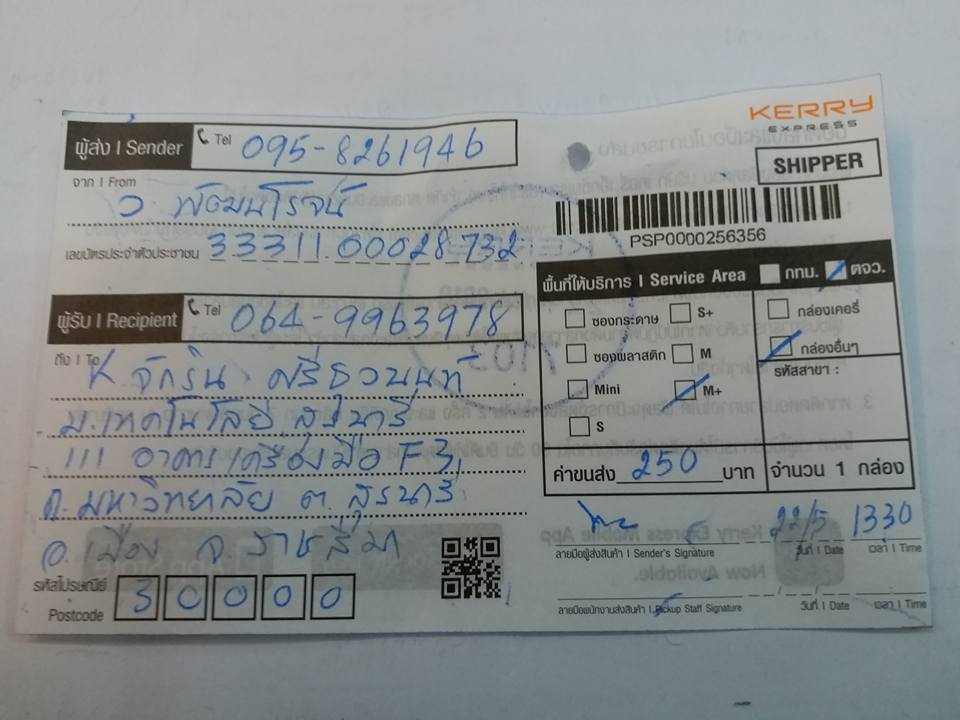 KERRY
EXPRESS
SHIPPER
PSP0000256356
ผู้ส่ง | Sender
Tel 095-8261946
จาก | From
ว. พัฒนโรจน์
เลขบัตรประจำตัวประชาชน 3331100028732
ผู้รับ | Recipient
Tel 064-9963978
ถึง | To
K จักริน ศรีธวนนท์
ม.เทคโนโลยี สุรนารี
111 อาคารเครื่องมือ F3
ถ.มหาวิทยาลัย ต.สุรนารี
อ.เมือง จ.ราชสีมา
รหัสไปรษณีย์
Postcode
30000
พื้นที่ให้บริการ | Service Area กทม. ตจว.
ซองกระดาษ S+
ซองพลาสติก M
Mini M+
S
กล่องเคอรี่
กล่องอื่นๆ
รหัสสาขา :
ค่าขนส่ง 250 บาท
จำนวน 1 กล่อง
22/5 1330
ลายมือผู้ส่งสินค้า | Sender's Signature วันที่ | Date เวลา | Time
ลายมือพนักงานส่งสินค้า | Pickup Staff Signature วันที่ | Date เวลา | Time